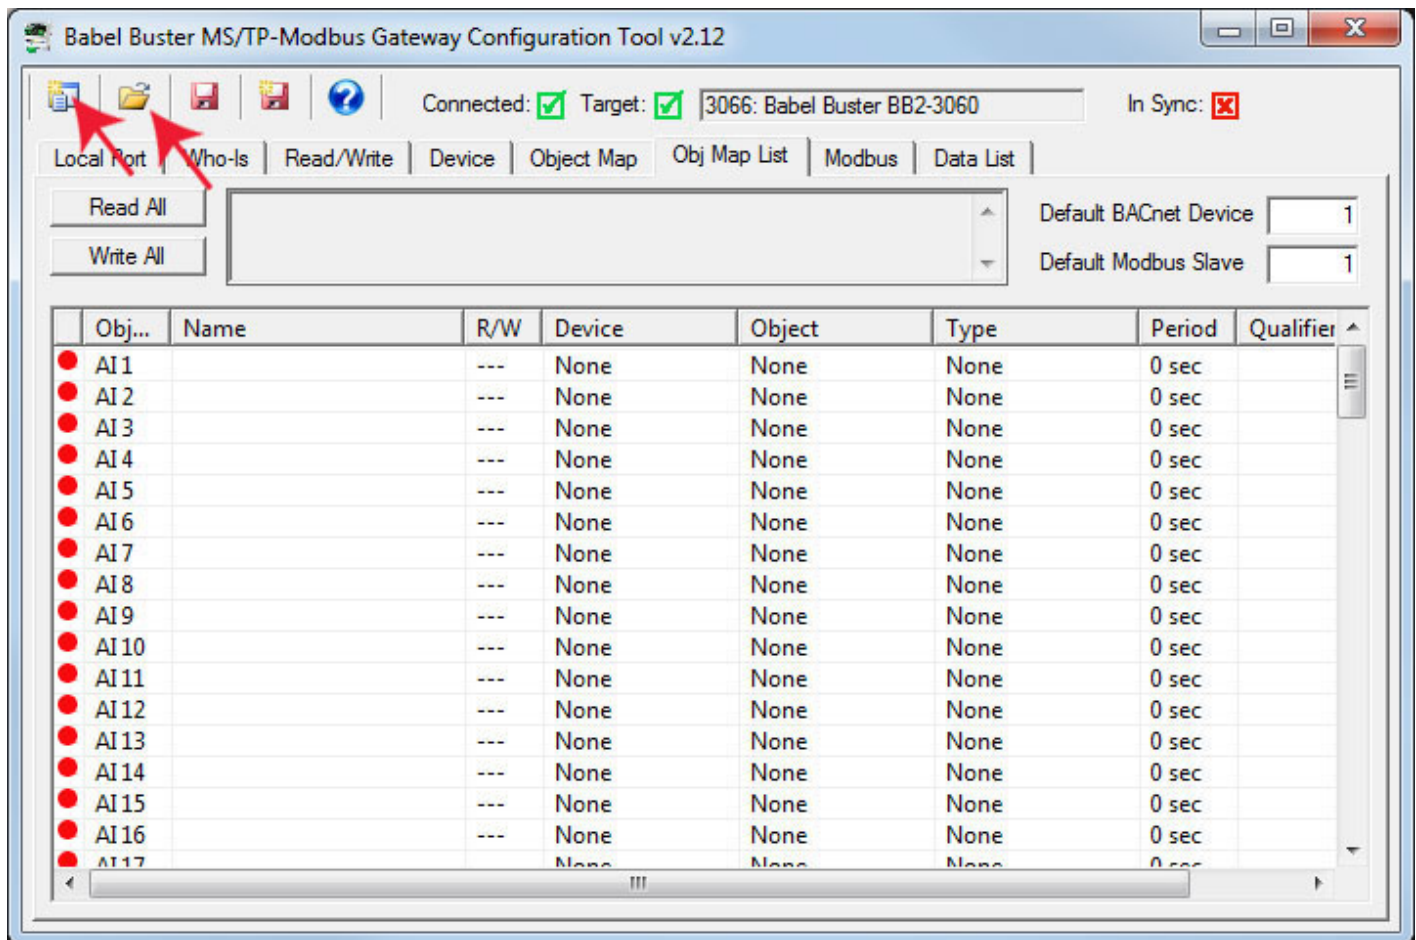 Babel Buster MS/TP-Modbus Gateway Configuration Tool v2.12
Connected: Target: 3066: Babel Buster BB2-3060 In Sync:
Local Port Who-Is Read/Write Device Object Map Obj Map List Modbus Data List
Read All
Default BACnet Device 1
Write All
Default Modbus Slave 1
Obj... Name R/W Device Object Type Period Qualifier
AI 1 --- None None None 0 sec
AI 2 --- None None None 0 sec
AI 3 --- None None None 0 sec
AI 4 --- None None None 0 sec
AI 5 --- None None None 0 sec
AI 6 --- None None None 0 sec
AI 7 --- None None None 0 sec
AI 8 --- None None None 0 sec
AI 9 --- None None None 0 sec
AI 10 --- None None None 0 sec
AI 11 --- None None None 0 sec
AI 12 --- None None None 0 sec
AI 13 --- None None None 0 sec
AI 14 --- None None None 0 sec
AI 15 --- None None None 0 sec
AI 16 --- None None None 0 sec
AI 17 None None None 0 sec